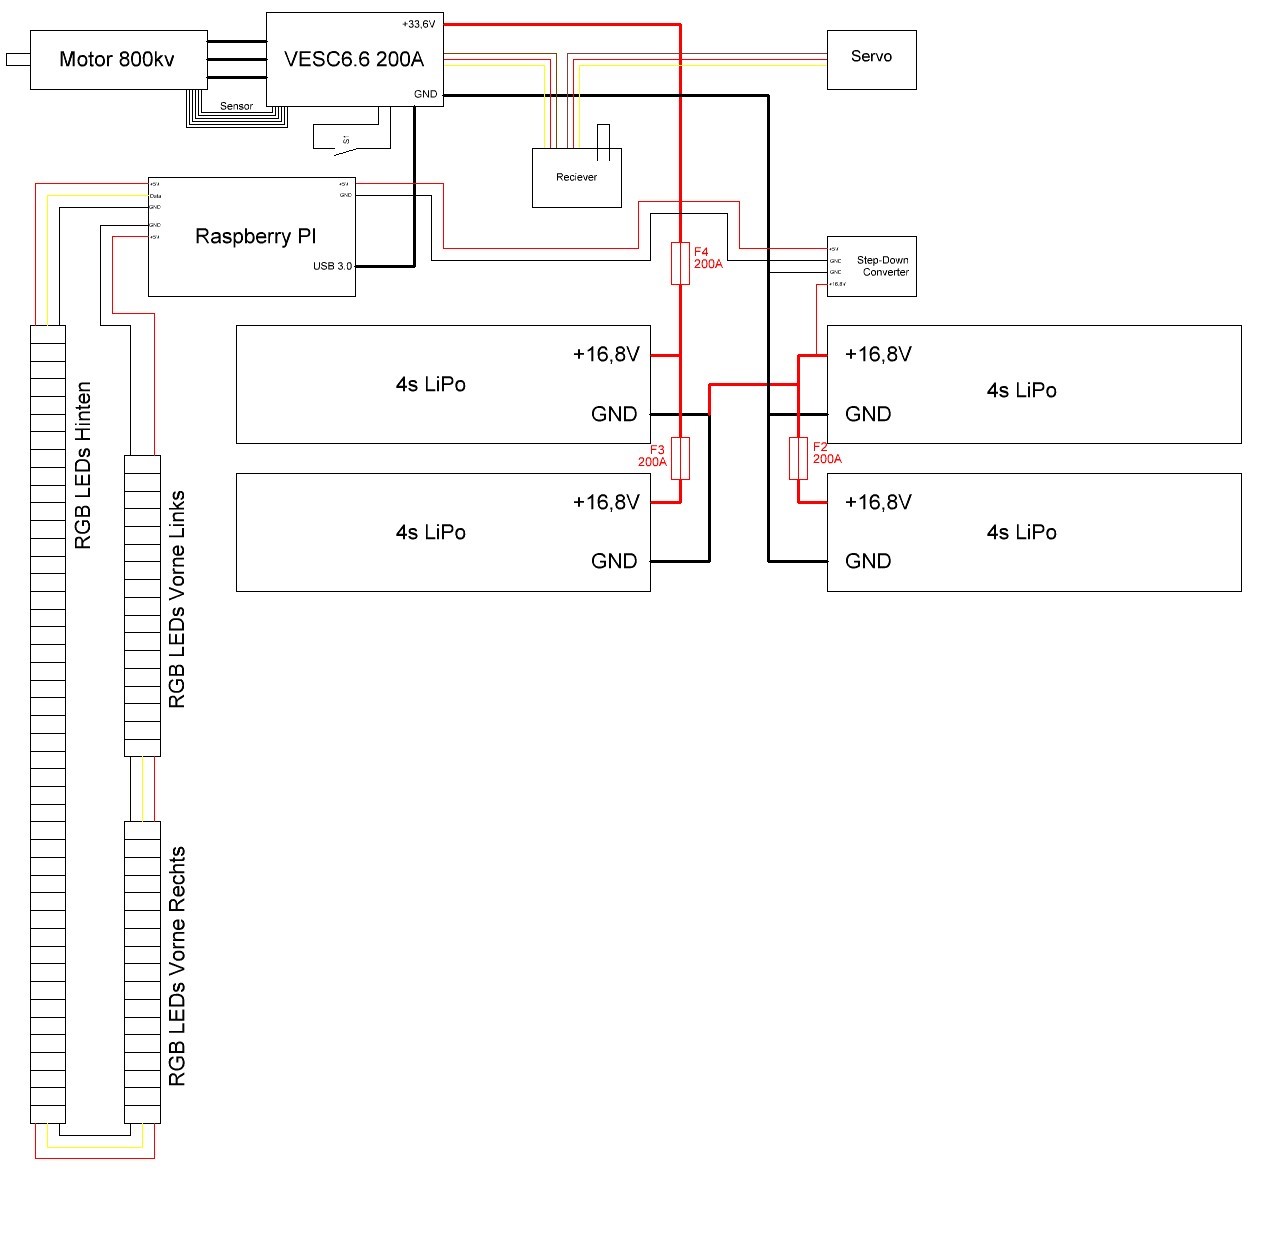 +33,6V
Motor 800kv
VESC6.6 200A
Servo
GND
Sensor
S1
Reciever
+5V
Data
GND
GND
+5V
Raspberry PI
+5V
GND
USB 3.0
F4
200A
+5V
GND
GND
+16,8V
Step-Down
Converter
+16,8V
4s LiPo
GND
+16,8V
4s LiPo
GND
F3
200A
F2
200A
+16,8V
4s LiPo
GND
+16,8V
4s LiPo
GND
RGB LEDs Hinten
RGB LEDs Vorne Links
RGB LEDs Vorne Rechts